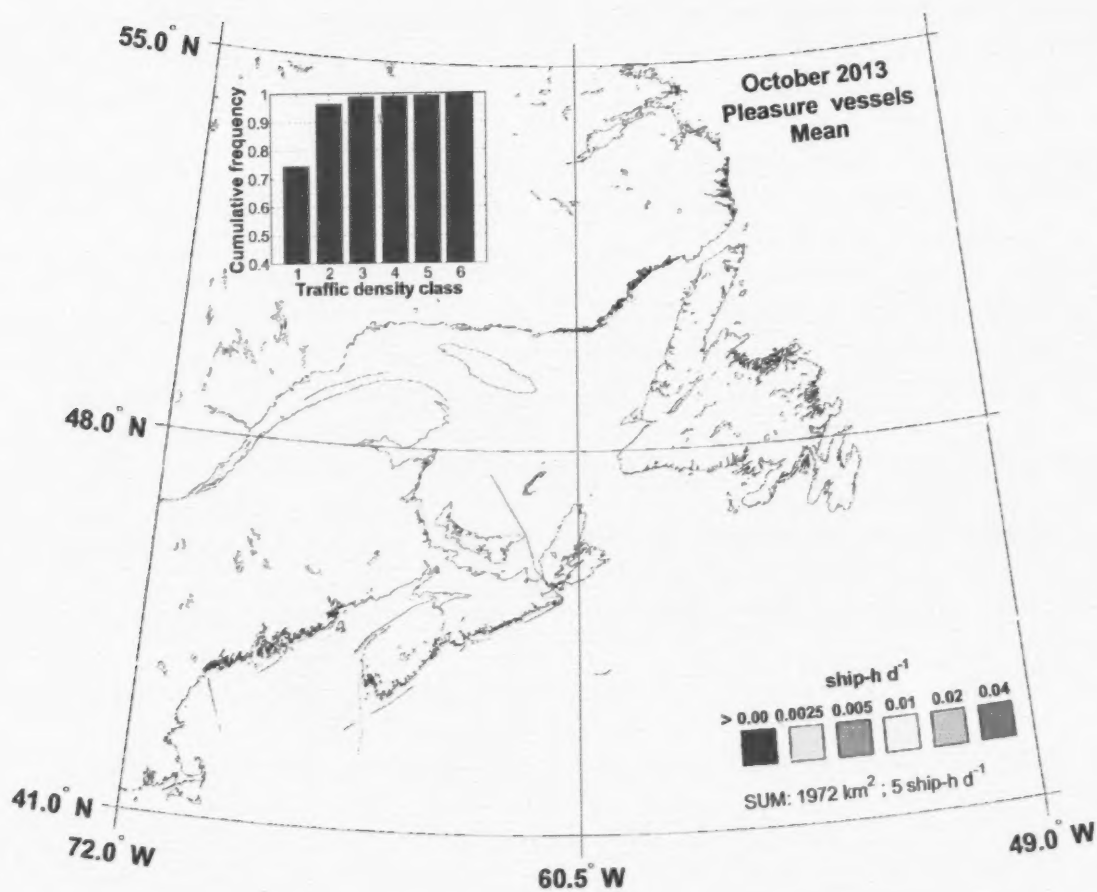 55.0° N
October 2013
Pleasure vessels
Mean
Cumulative frequency
1
0.9
0.8
0.7
0.6
0.5
0.4
1 2 3 4 5 6
Traffic density class
48.0° N
ship-h d⁻¹
> 0.00 0.0025 0.005 0.01 0.02 0.04
SUM: 1972 km² ; 5 ship-h d⁻¹
41.0° N
72.0° W
60.5° W
49.0° W